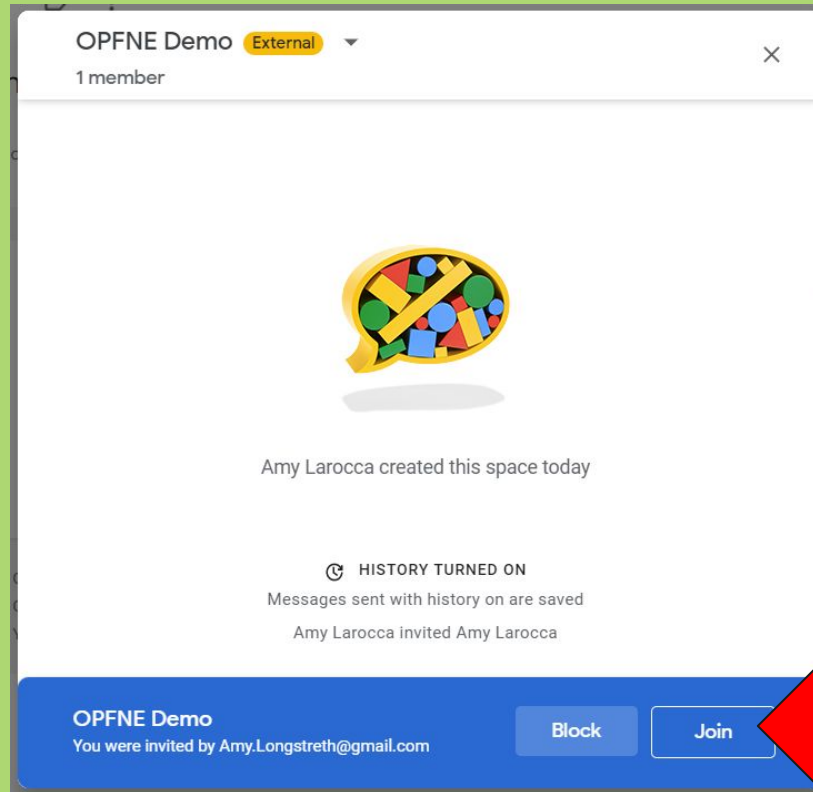 OPFNE Demo External
1 member
Amy Larocca created this space today
HISTORY TURNED ON
Messages sent with history on are saved
Amy Larocca invited Amy Larocca
OPFNE Demo
You were invited by Amy.Longstreth@gmail.com
Block
Join